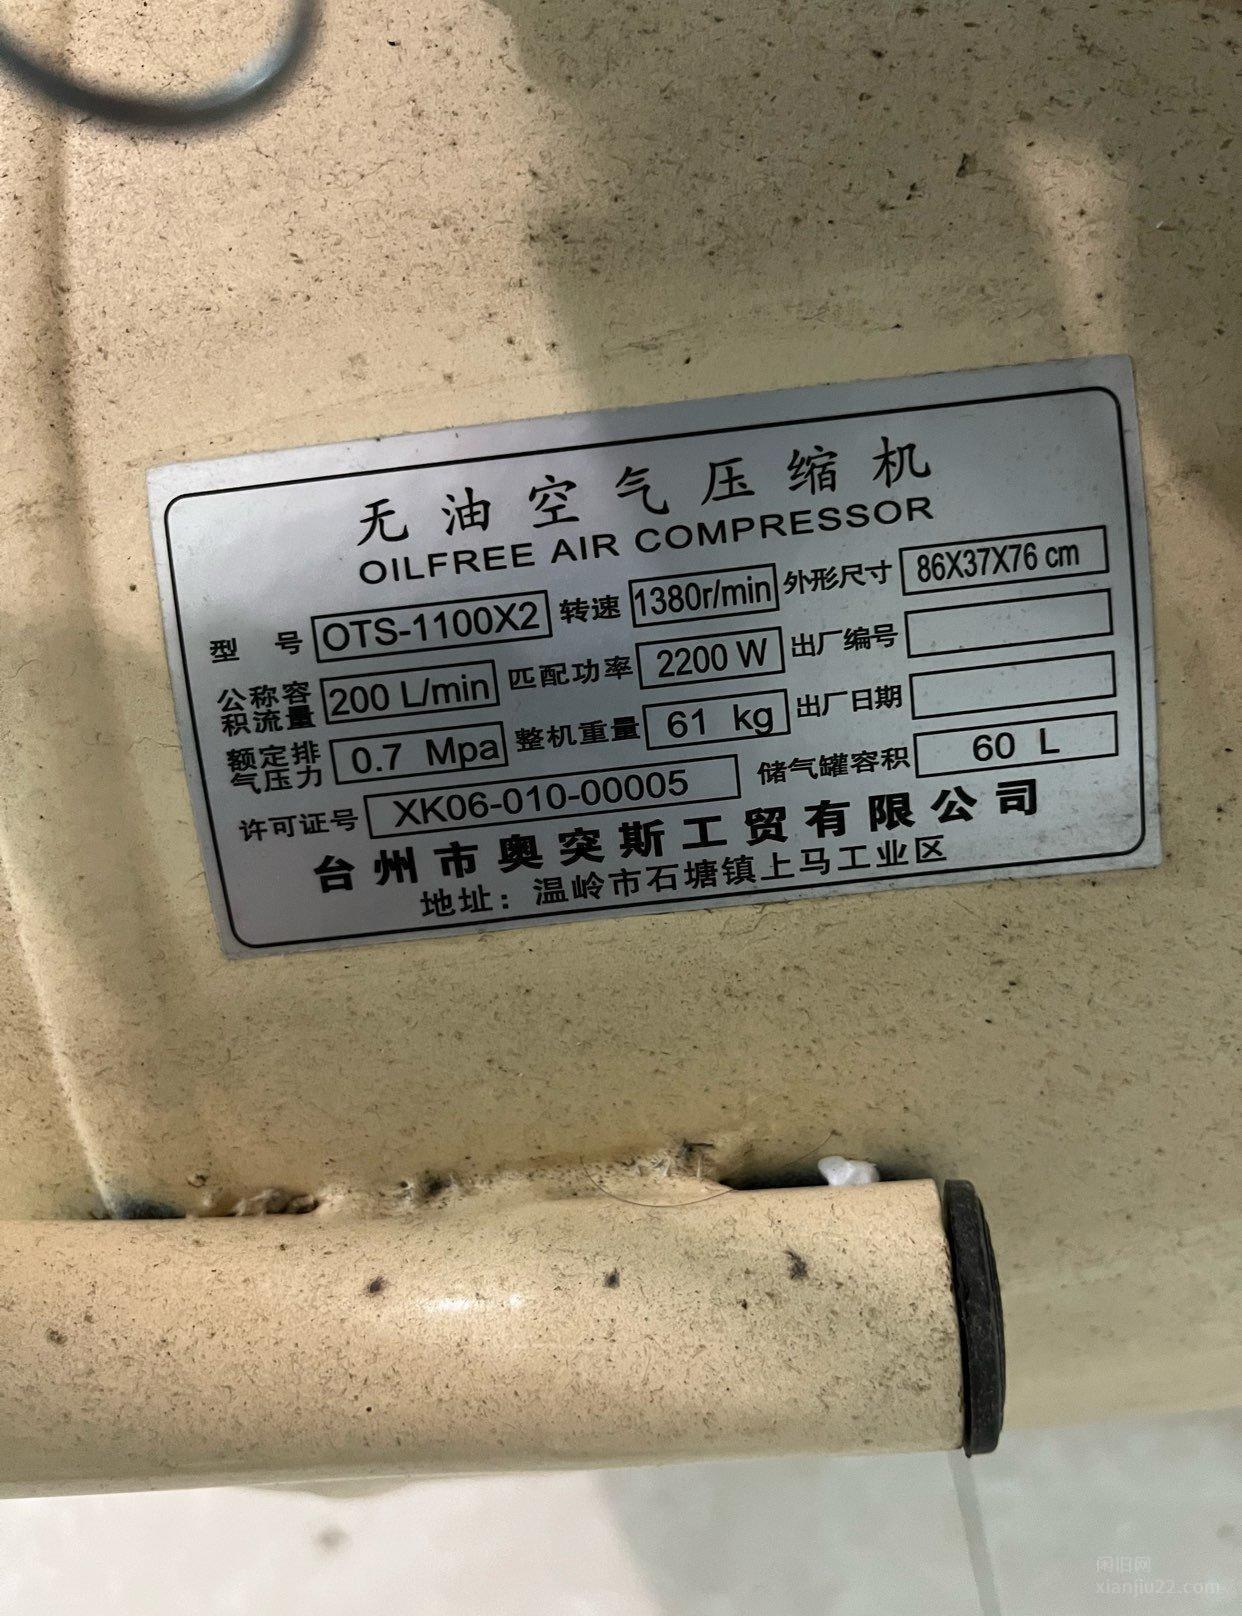 无油空气压缩机
OILFREE AIR COMPRESSOR
型号 OTS-1100X2 转速 1380r/min 外形尺寸 86X37X76 cm
公称容积流量 200 L/min 匹配功率 2200 W 出厂编号
额定排气压力 0.7 Mpa 整机重量 61 kg 出厂日期
许可证号 XK06-010-00005 储气罐容积 60 L
台州市奥突斯工贸有限公司
地址：温岭市石塘镇上马工业区
闲旧网
xianjiu22.com